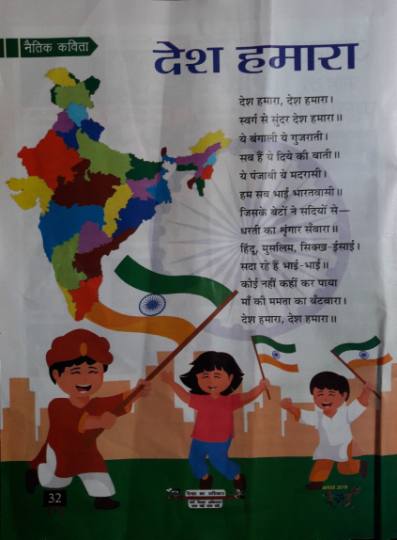 नैतिक कविता
देश हमारा
देश हमारा, देश हमारा।
स्वर्ग से सुंदर देश हमारा॥
ये बंगाली ये गुजराती।
सब हैं ये दिये की बाती॥
ये पंजाबी ये मदरासी।
हम सब भाई भारतवासी॥
जिसके बेटों ने सदियों से—
धरती का शृंगार सँवारा॥
हिंदू, मुसलिम, सिक्ख-ईसाई।
सदा रहे हैं भाई-भाई॥
कोई नहीं कहीं कर पाया
माँ की ममता का बँटवारा।
देश हमारा, देश हमारा॥
32